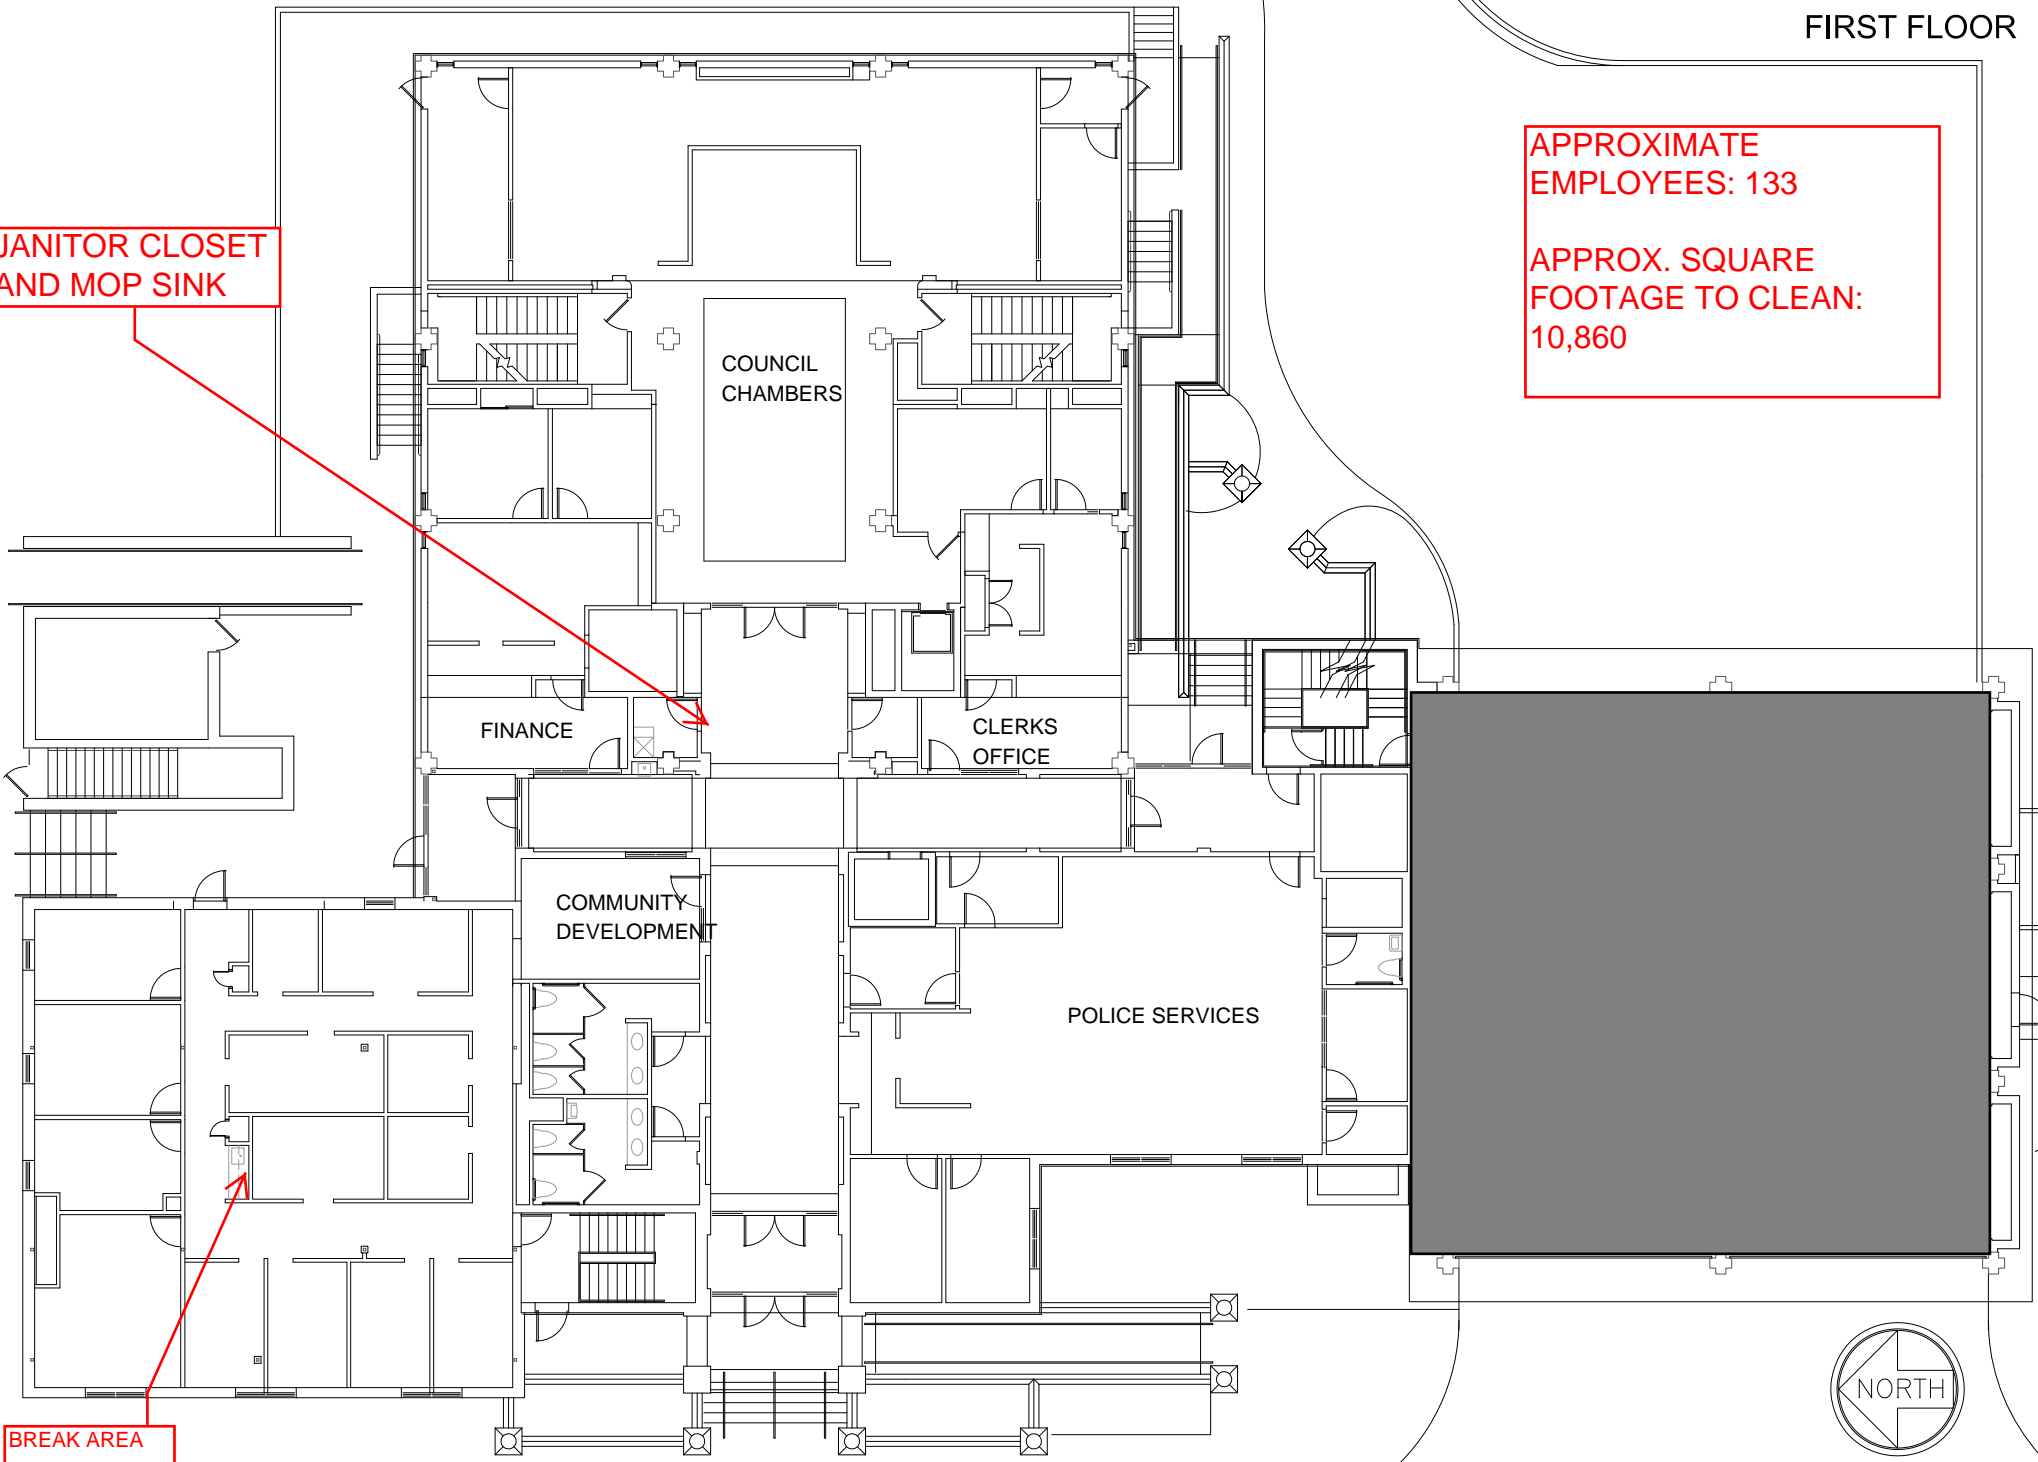 FIRST FLOOR
APPROXIMATE
EMPLOYEES: 133
APPROX. SQUARE
FOOTAGE TO CLEAN:
10,860
JANITOR CLOSET
AND MOP SINK
COUNCIL
CHAMBERS
FINANCE
CLERKS
OFFICE
COMMUNITY
DEVELOPMENT
POLICE SERVICES
BREAK AREA
NORTH